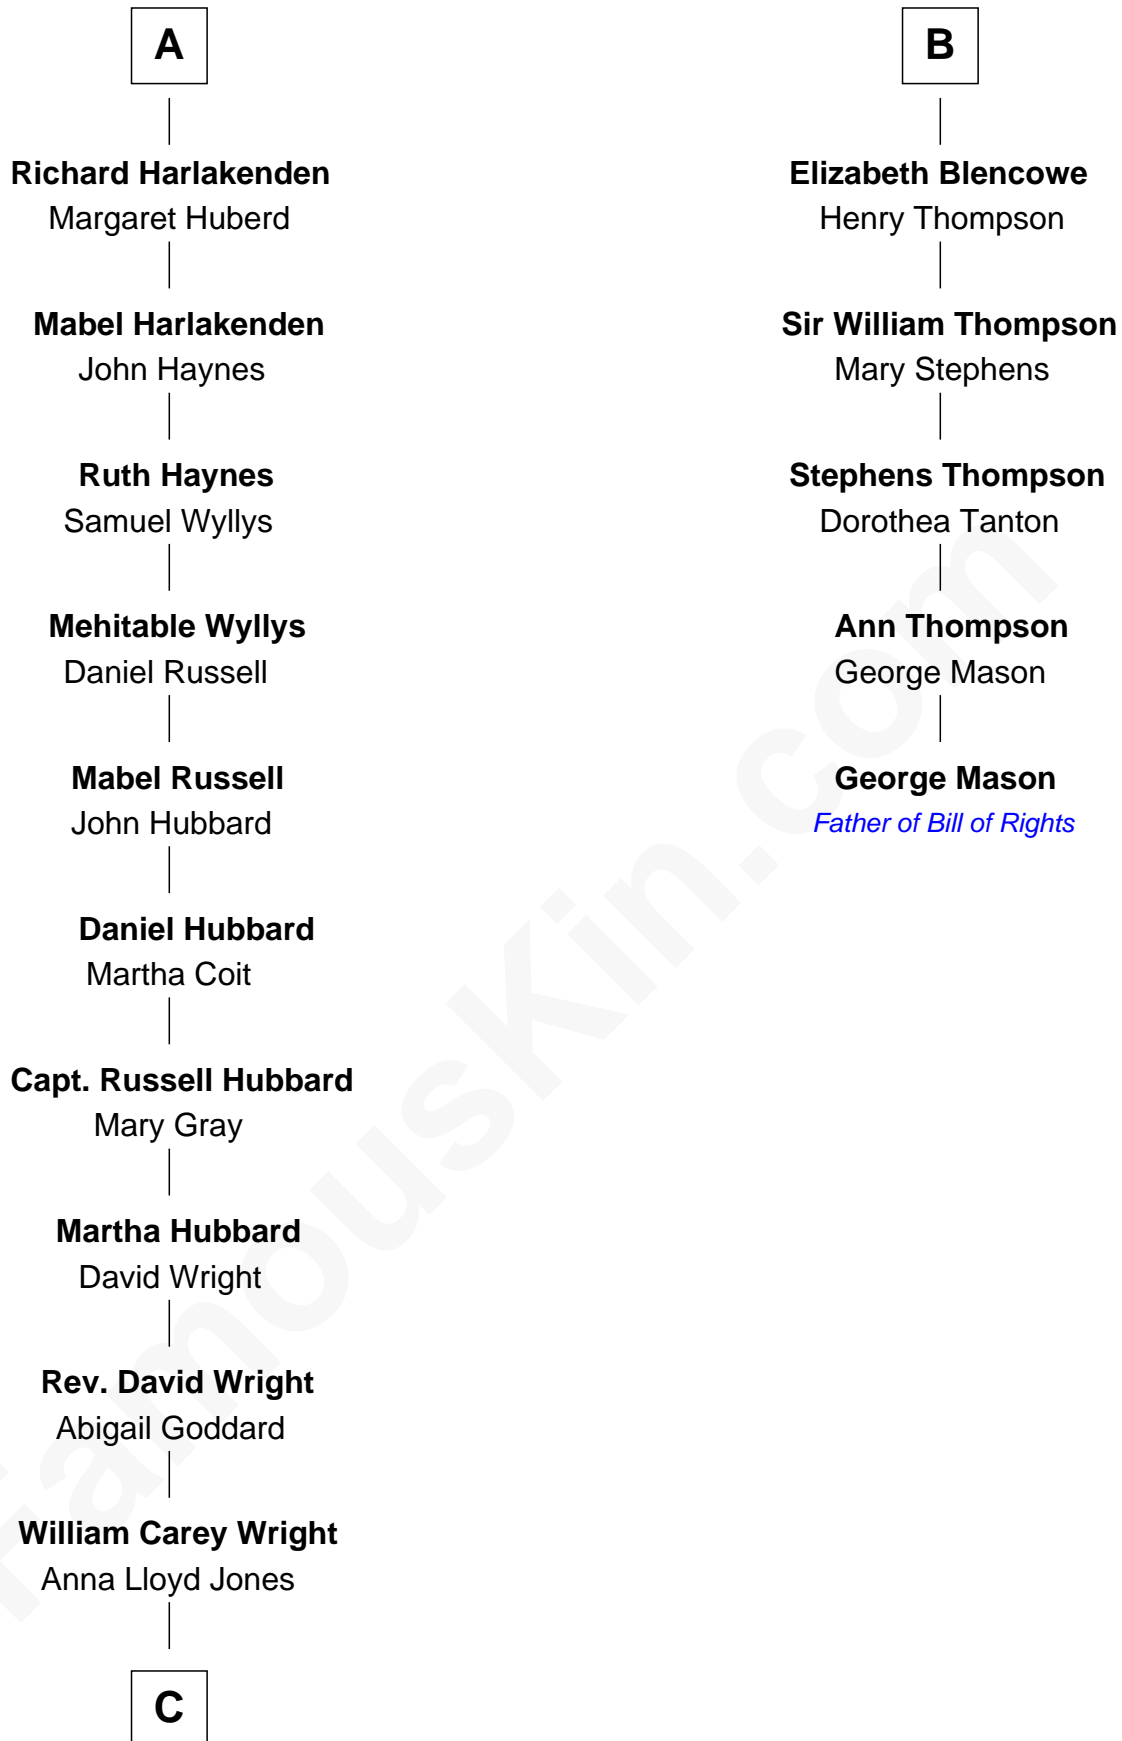 A
Richard Harlakenden
Margaret Huberd
Mabel Harlakenden
John Haynes
Ruth Haynes
Samuel Wyllys
Mehitable Wyllys
Daniel Russell
Mabel Russell
John Hubbard
Daniel Hubbard
Martha Coit
Capt. Russell Hubbard
Mary Gray
Martha Hubbard
David Wright
Rev. David Wright
Abigail Goddard
William Carey Wright
Anna Lloyd Jones
C
B
Elizabeth Blencowe
Henry Thompson
Sir William Thompson
Mary Stephens
Stephens Thompson
Dorothea Tanton
Ann Thompson
George Mason
George Mason
Father of Bill of Rights
FamousKin.com